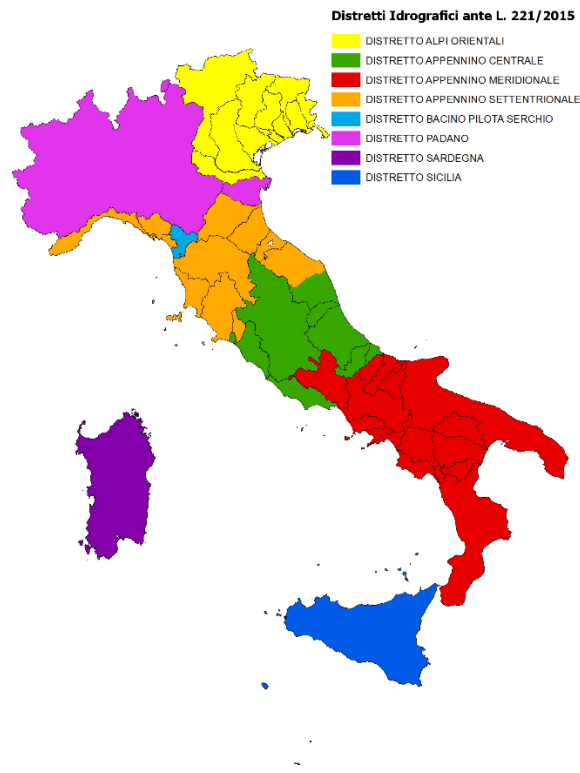 Distretti Idrografici ante L. 221/2015
DISTRETTO ALPI ORIENTALI
DISTRETTO APPENNINO CENTRALE
DISTRETTO APPENNINO MERIDIONALE
DISTRETTO APPENNINO SETTENTRIONALE
DISTRETTO BACINO PILOTA SERCHIO
DISTRETTO PADANO
DISTRETTO SARDEGNA
DISTRETTO SICILIA